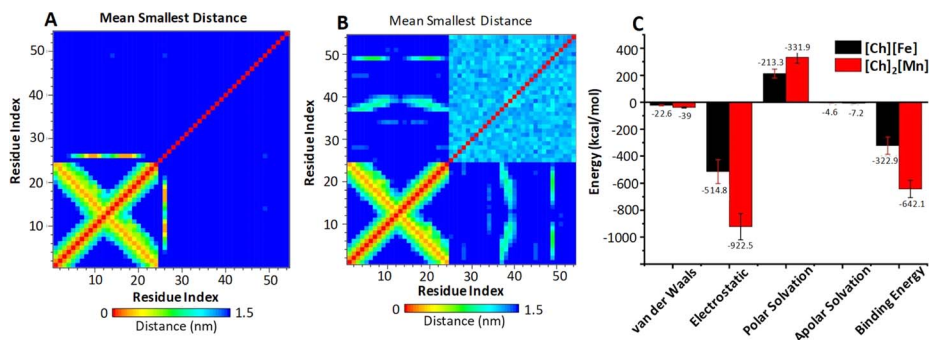 A
Mean Smallest Distance
50
40
30
20
10
Residue Index
10 20 30 40 50
Residue Index
0 1.5
Distance (nm)
B
Mean Smallest Distance
50
40
30
20
10
Residue Index
10 20 30 40 50
Residue Index
0 1.5
Distance (nm)
C
[Ch][Fe]
[Ch]₂[Mn]
400
200
0
-200
-400
-600
-800
-1000
Energy (kcal/mol)
-22.6 -39
-514.8
-922.5
-213.3
-331.9
-4.6 -7.2
-322.9
-642.1
van der Waals
Electrostatic
Polar Solvation
Apolar Solvation
Binding Energy